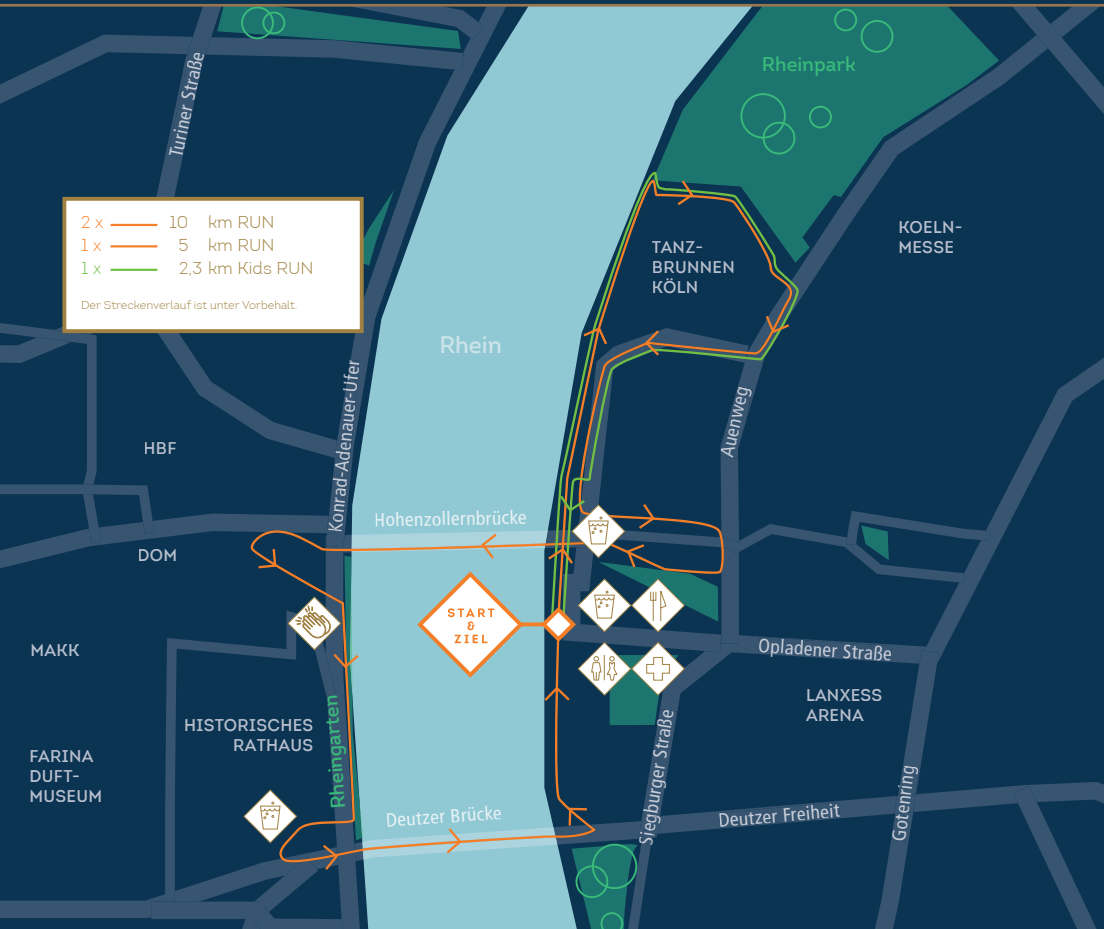 Rheinpark
Turiner Straße
2 x 10 km RUN
1 x 5 km RUN
1 x 2,3 km Kids RUN
Der Streckenverlauf ist unter Vorbehalt.
KOELN-
MESSE
TANZ-
BRUNNEN
KÖLN
Rhein
Konrad-Adenauer-Ufer
Auenweg
HBF
Hohenzollernbrücke
DOM
START
&
ZIEL
MAKK
Opladener Straße
LANXESS
ARENA
HISTORISCHES
RATHAUS
Rheingarten
Siegburger Straße
FARINA
DUFT-
MUSEUM
Gotenring
Deutzer Brücke
Deutzer Freiheit